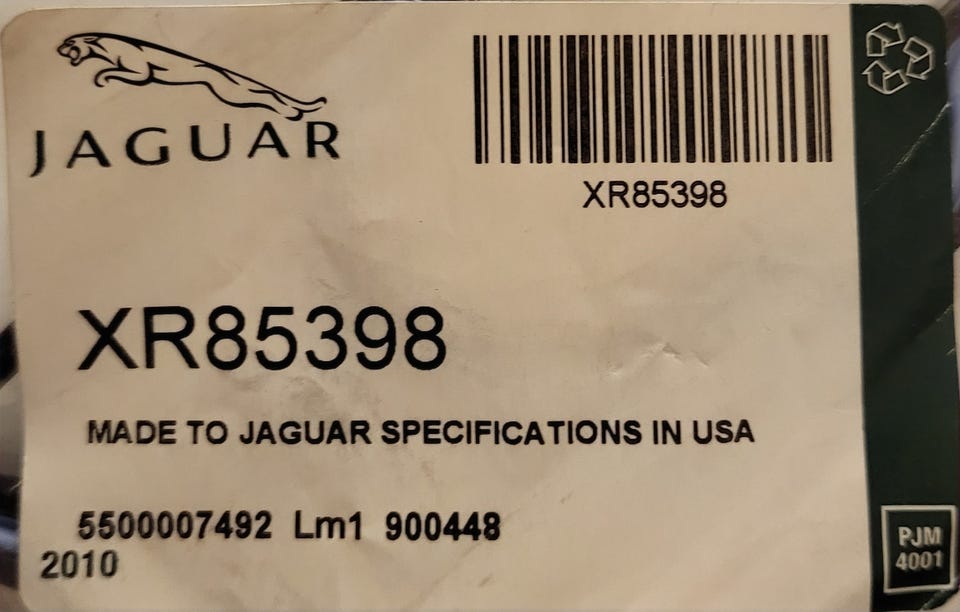 JAGUAR
XR85398
XR85398
MADE TO JAGUAR SPECIFICATIONS IN USA
5500007492 Lm1 900448
2010
PJM
4001